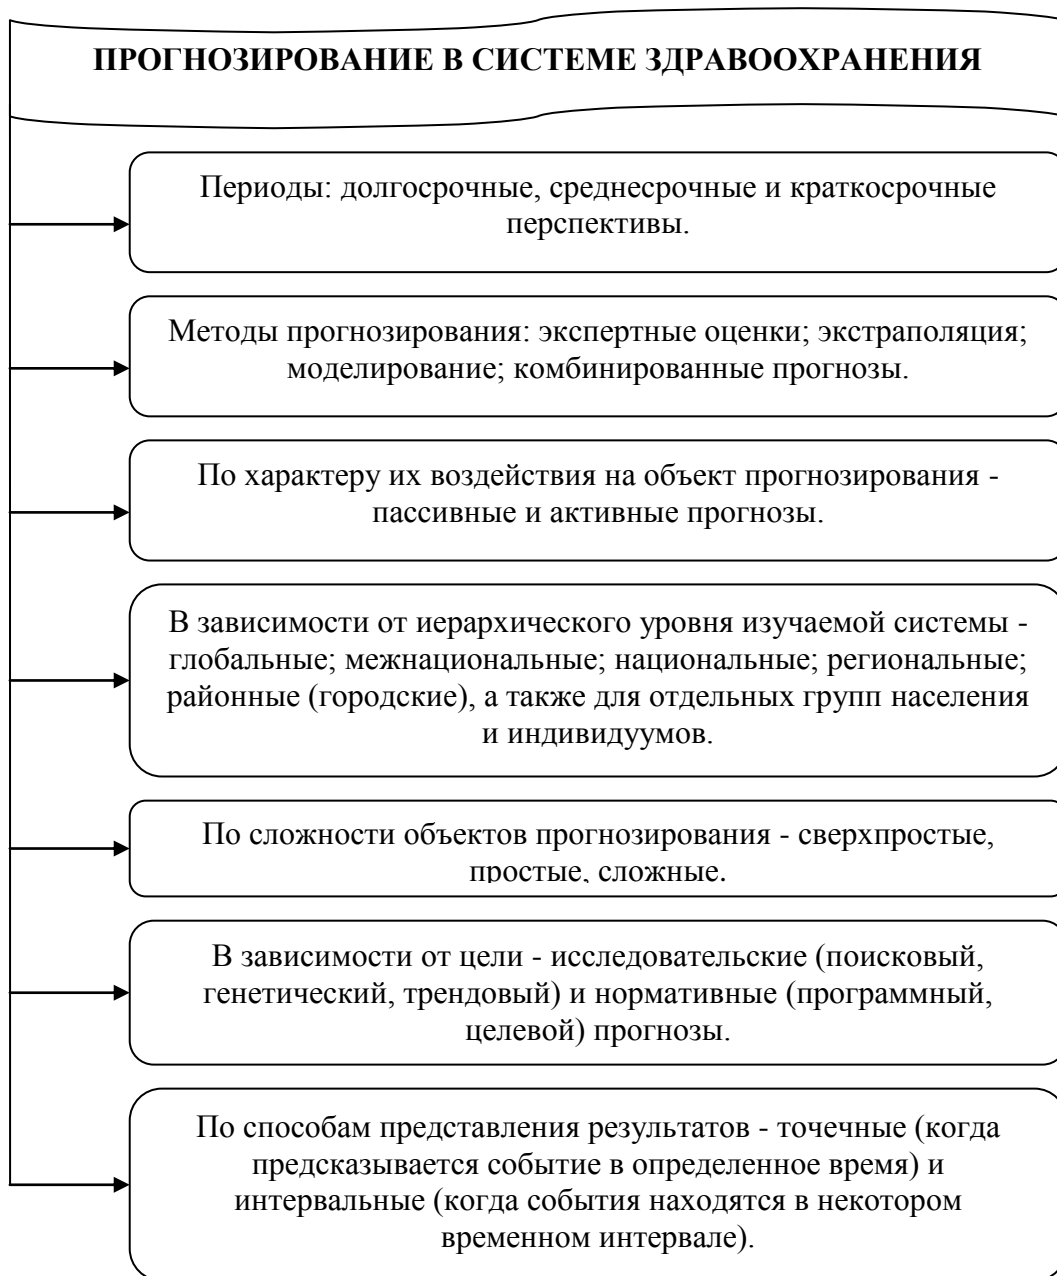 ПРОГНОЗИРОВАНИЕ В СИСТЕМЕ ЗДРАВООХРАНЕНИЯ
Периоды: долгосрочные, среднесрочные и краткосрочные
перспективы.
Методы прогнозирования: экспертные оценки; экстраполяция;
моделирование; комбинированные прогнозы.
По характеру их воздействия на объект прогнозирования -
пассивные и активные прогнозы.
В зависимости от иерархического уровня изучаемой системы -
глобальные; межнациональные; национальные; региональные;
районные (городские), а также для отдельных групп населения
и индивидуумов.
По сложности объектов прогнозирования - сверхпростые,
простые, сложные.
В зависимости от цели - исследовательские (поисковый,
генетический, трендовый) и нормативные (программный,
целевой) прогнозы.
По способам представления результатов - точечные (когда
предсказывается событие в определенное время) и
интервальные (когда события находятся в некотором
временном интервале).